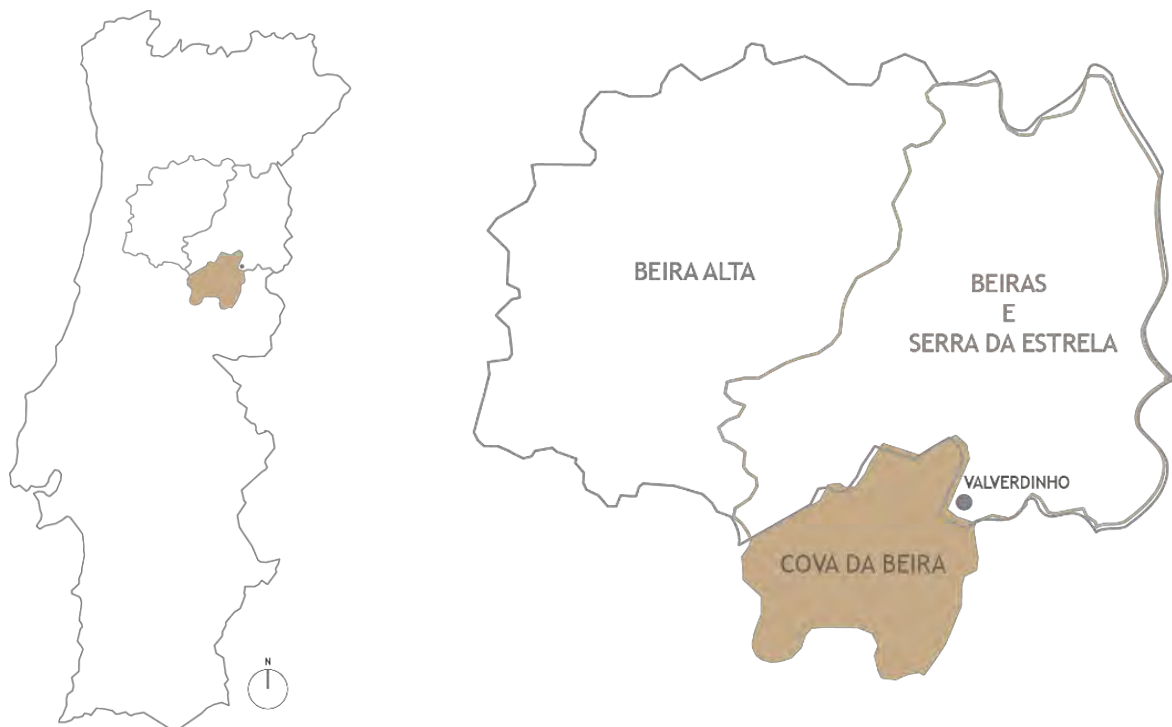 BEIRA ALTA
BEIRAS
E
SERRA DA ESTRELA
VALVERDINHO
COVA DA BEIRA
N